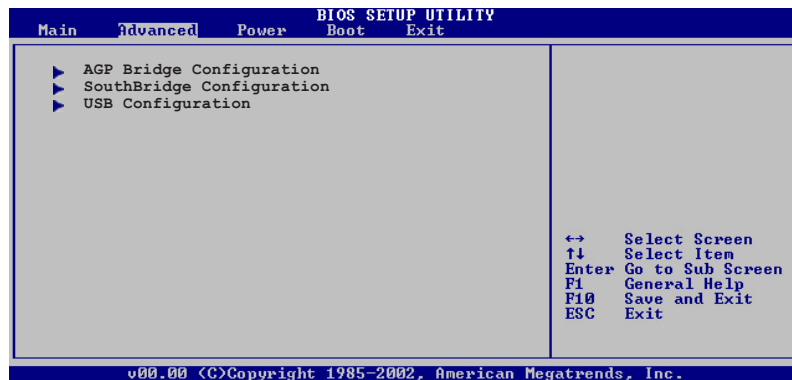 BIOS SETUP UTILITY
Main Advanced Power Boot Exit
AGP Bridge Configuration
SouthBridge Configuration
USB Configuration
←→ Select Screen
↑↓ Select Item
Enter Go to Sub Screen
F1 General Help
F10 Save and Exit
ESC Exit
v00.00 (C)Copyright 1985-2002, American Megatrends, Inc.